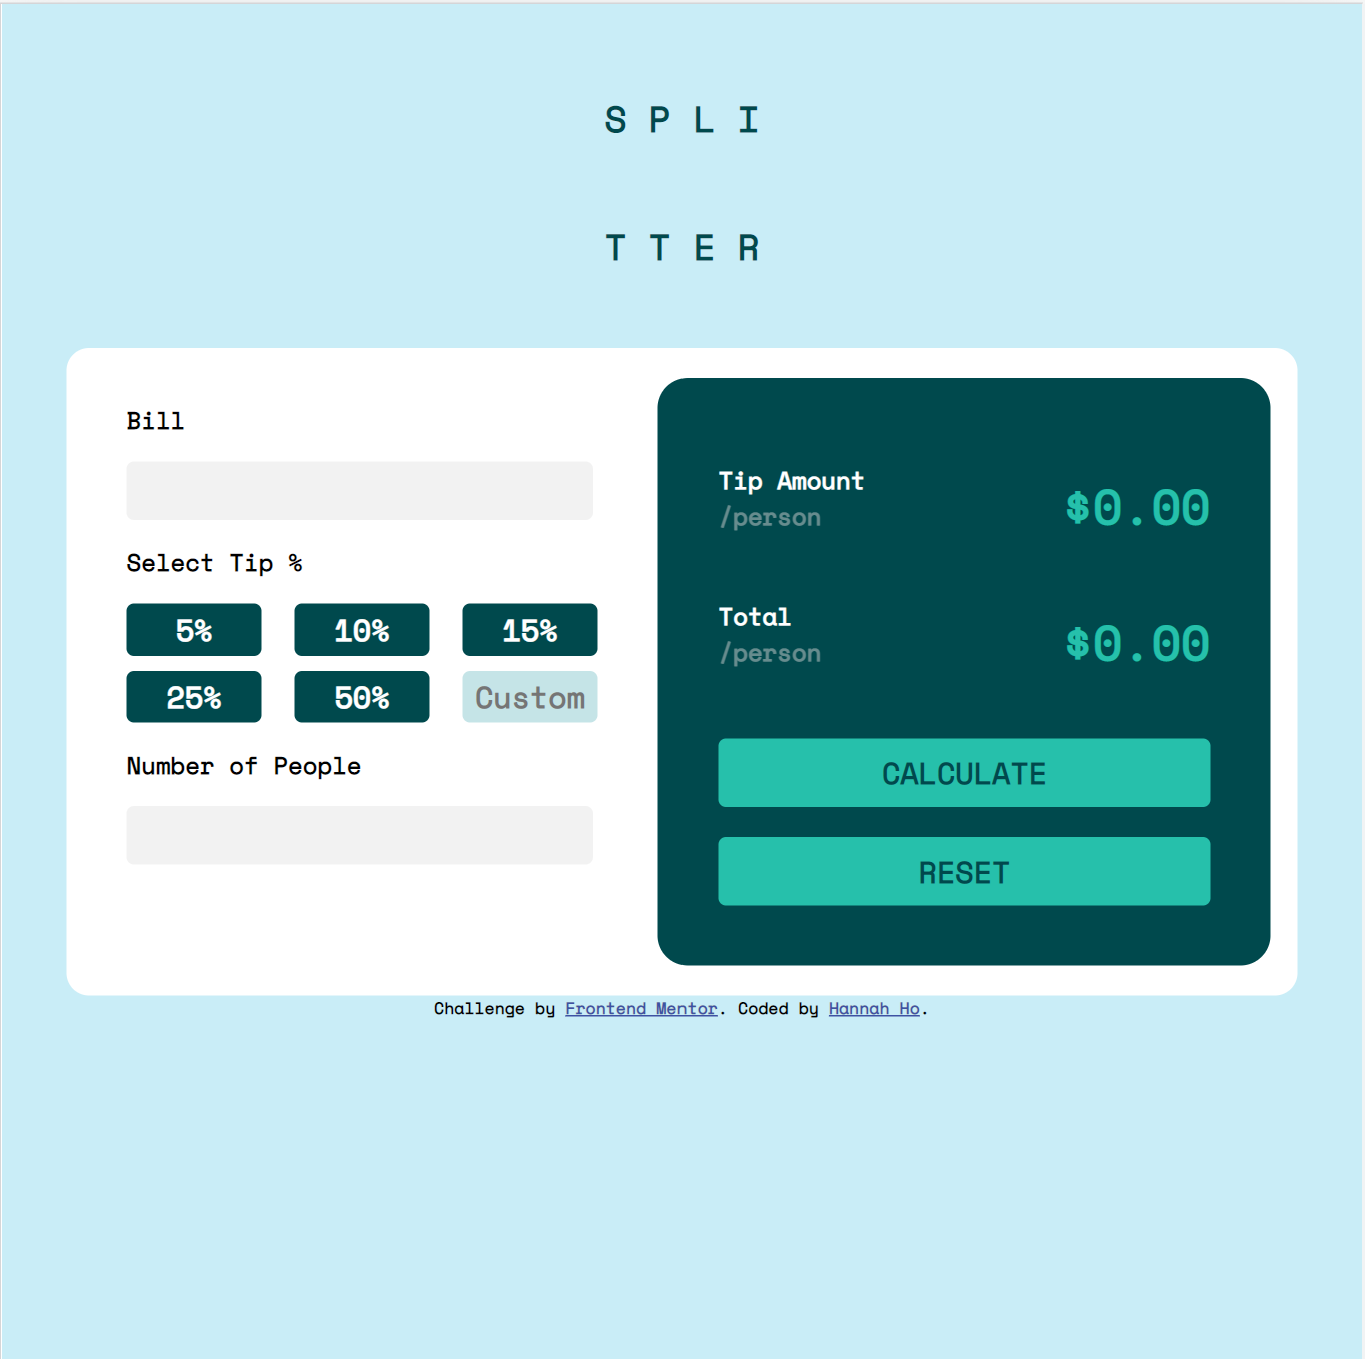 S P L I
T T E R
Bill
Select Tip %
5% 10% 15%
25% 50% Custom
Number of People
Tip Amount
/person
$0.00
Total
/person
$0.00
CALCULATE
RESET
Challenge by Frontend Mentor. Coded by Hannah Ho.